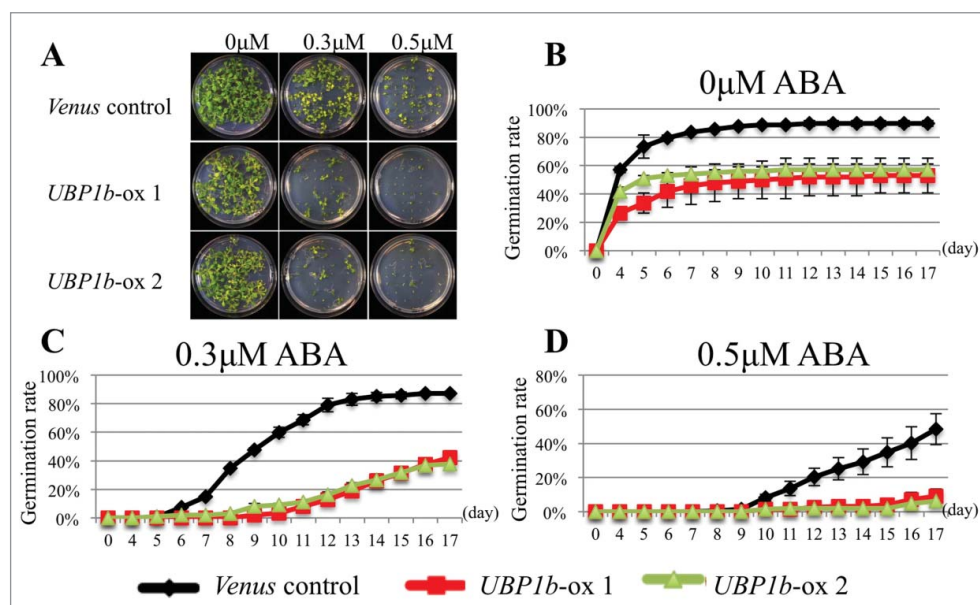 A
0μM 0.3μM 0.5μM
Venus control
UBP1b-ox 1
UBP1b-ox 2
B
0μM ABA
Germination rate
100%
80%
60%
40%
20%
0%
(day)
0 4 5 6 7 8 9 10 11 12 13 14 15 16 17
C
0.3μM ABA
Germination rate
100%
80%
60%
40%
20%
0%
(day)
0 4 5 6 7 8 9 10 11 12 13 14 15 16 17
D
0.5μM ABA
Germination rate
80%
60%
40%
20%
0%
(day)
0 4 5 6 7 8 9 10 11 12 13 14 15 16 17
Venus control UBP1b-ox 1 UBP1b-ox 2